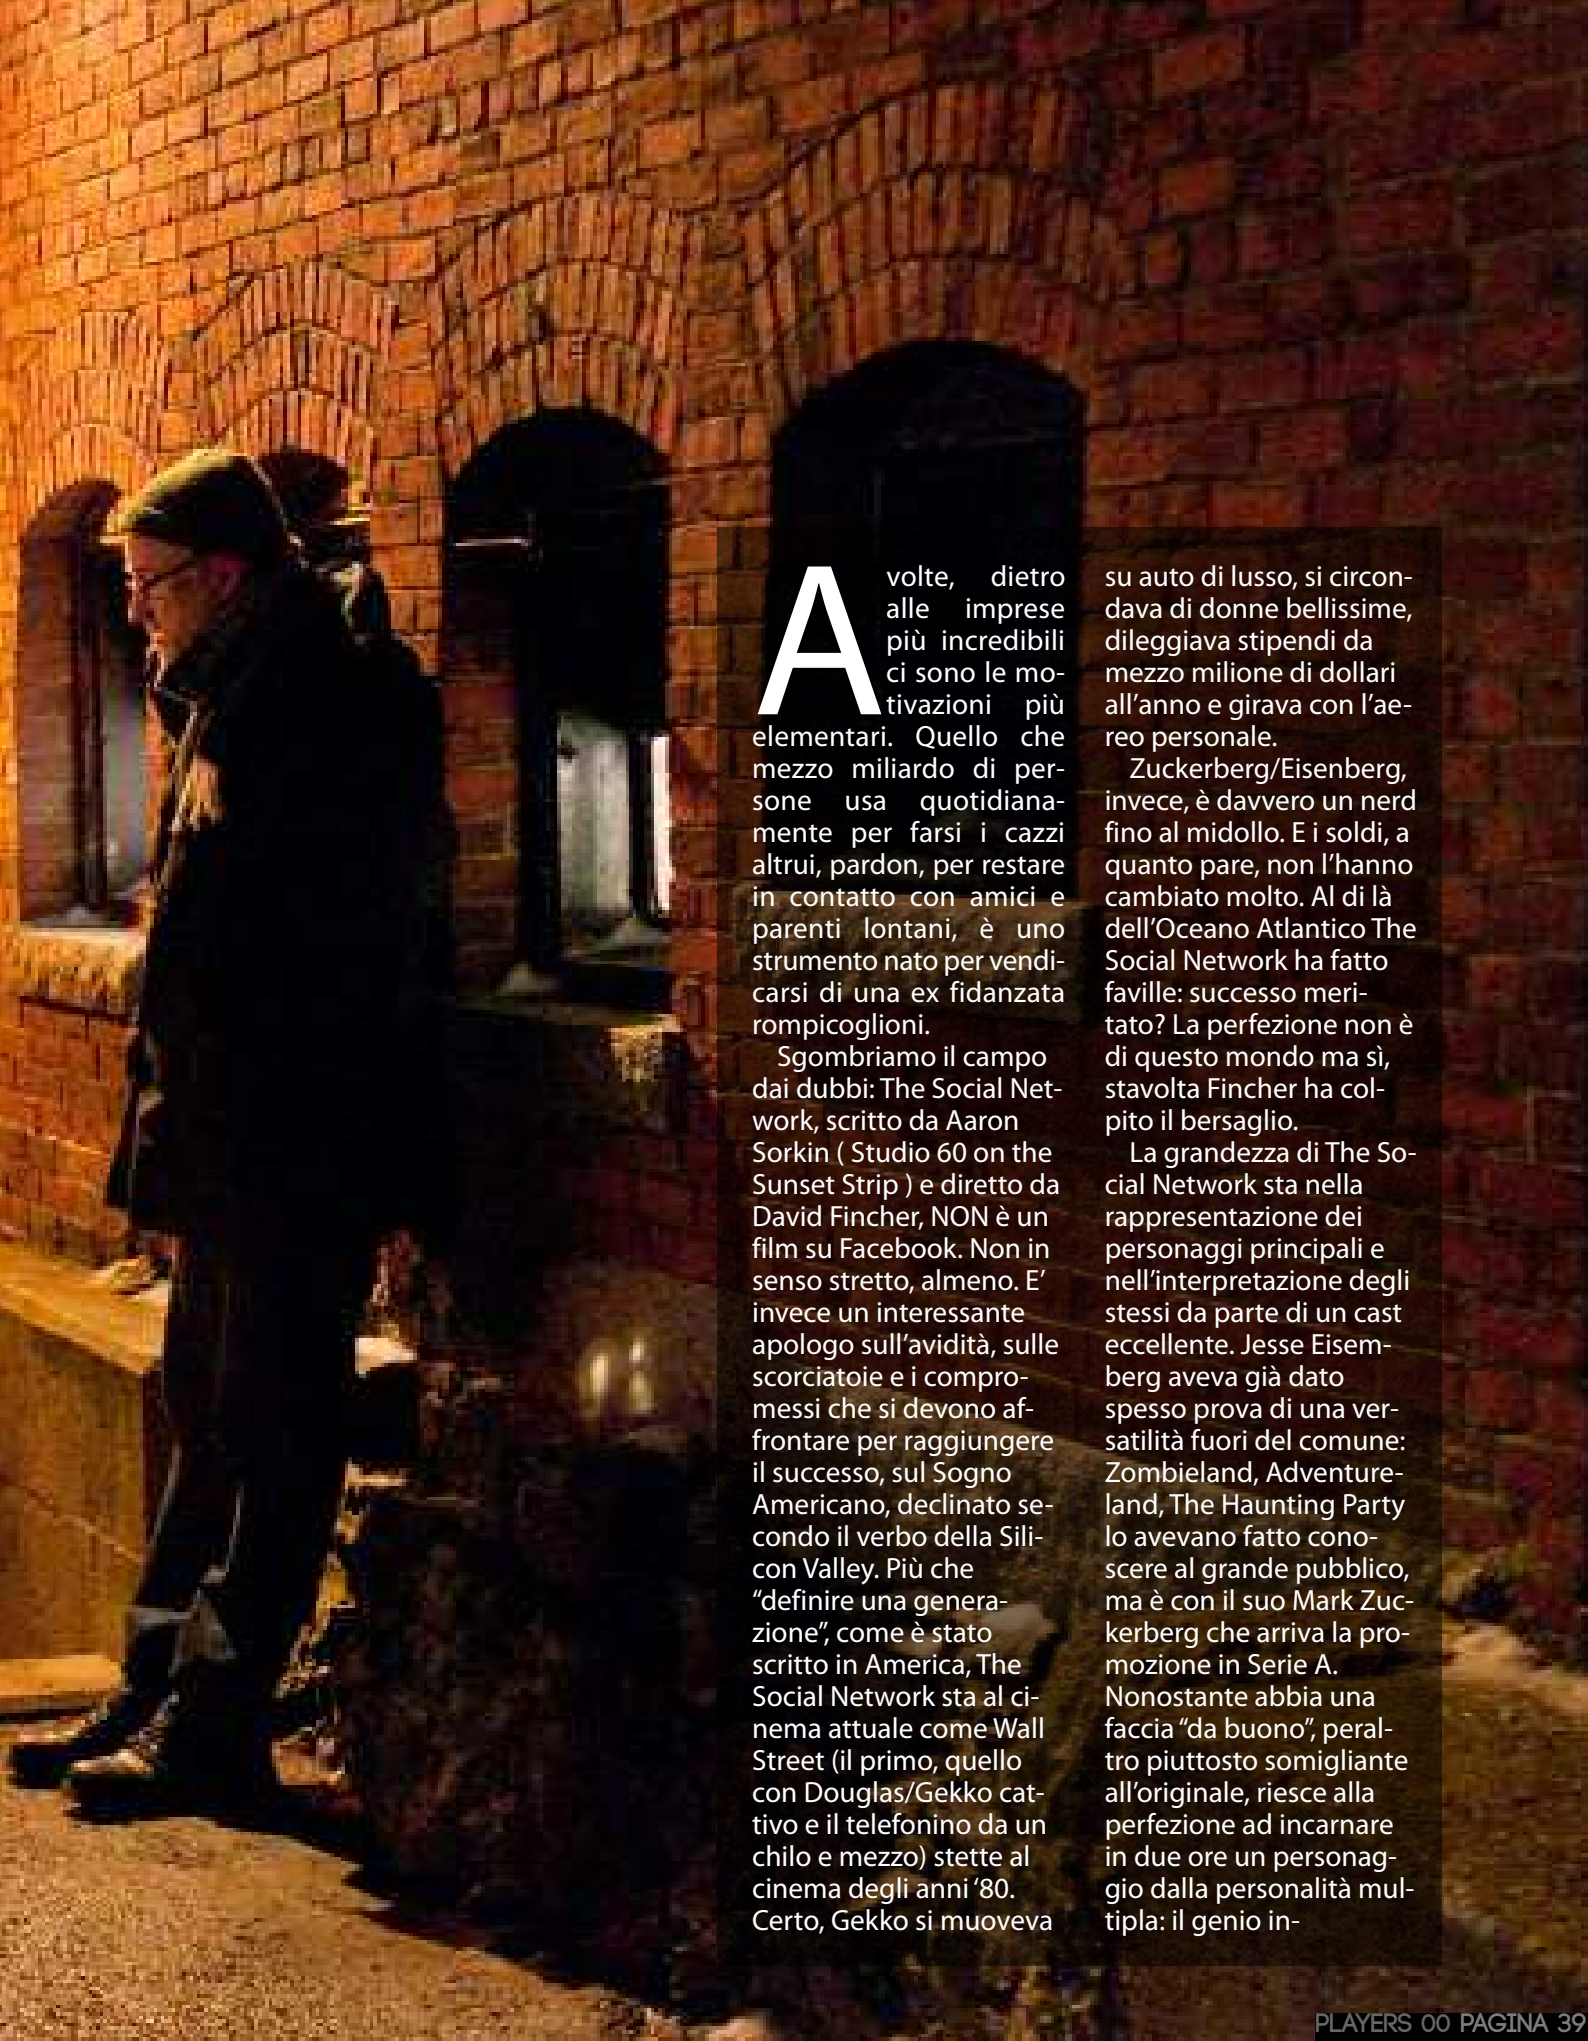 A volte, dietro
alle imprese
più incredibili
ci sono le mo-
tivazioni più
elementari. Quello che
mezzo miliardo di per-
sone usa quotidiana-
mente per farsi i cazzi
altrui, pardon, per restare
in contatto con amici e
parenti lontani, è uno
strumento nato per vendi-
carsi di una ex fidanzata
rompicoglioni.
Sgombriamo il campo
dai dubbi: The Social Net-
work, scritto da Aaron
Sorkin ( Studio 60 on the
Sunset Strip ) e diretto da
David Fincher, NON è un
film su Facebook. Non in
senso stretto, almeno. E’
invece un interessante
apologo sull’avidità, sulle
scorciatoie e i compro-
messi che si devono af-
frontare per raggiungere
il successo, sul Sogno
Americano, declinato se-
condo il verbo della Sili-
con Valley. Più che
“definire una genera-
zione”, come è stato
scritto in America, The
Social Network sta al ci-
nema attuale come Wall
Street (il primo, quello
con Douglas/Gekko cat-
tivo e il telefonino da un
chilo e mezzo) stette al
cinema degli anni ‘80.
Certo, Gekko si muoveva
su auto di lusso, si circon-
dava di donne bellissime,
dileggiava stipendi da
mezzo milione di dollari
all’anno e girava con l’ae-
reo personale.
Zuckerberg/Eisenberg,
invece, è davvero un nerd
fino al midollo. E i soldi, a
quanto pare, non l’hanno
cambiato molto. Al di là
dell’Oceano Atlantico The
Social Network ha fatto
faville: successo meri-
tato? La perfezione non è
di questo mondo ma sì,
stavolta Fincher ha col-
pito il bersaglio.
La grandezza di The So-
cial Network sta nella
rappresentazione dei
personaggi principali e
nell’interpretazione degli
stessi da parte di un cast
eccellente. Jesse Eisem-
berg aveva già dato
spesso prova di una ver-
satilità fuori del comune:
Zombieland, Adventure-
land, The Haunting Party
lo avevano fatto cono-
scere al grande pubblico,
ma è con il suo Mark Zuc-
kerberg che arriva la pro-
mozione in Serie A.
Nonostante abbia una
faccia “da buono”, peral-
tro piuttosto somigliante
all’originale, riesce alla
perfezione ad incarnare
in due ore un personag-
gio dalla personalità mul-
tipla: il genio in-
PLAYERS 00 PAGINA 39